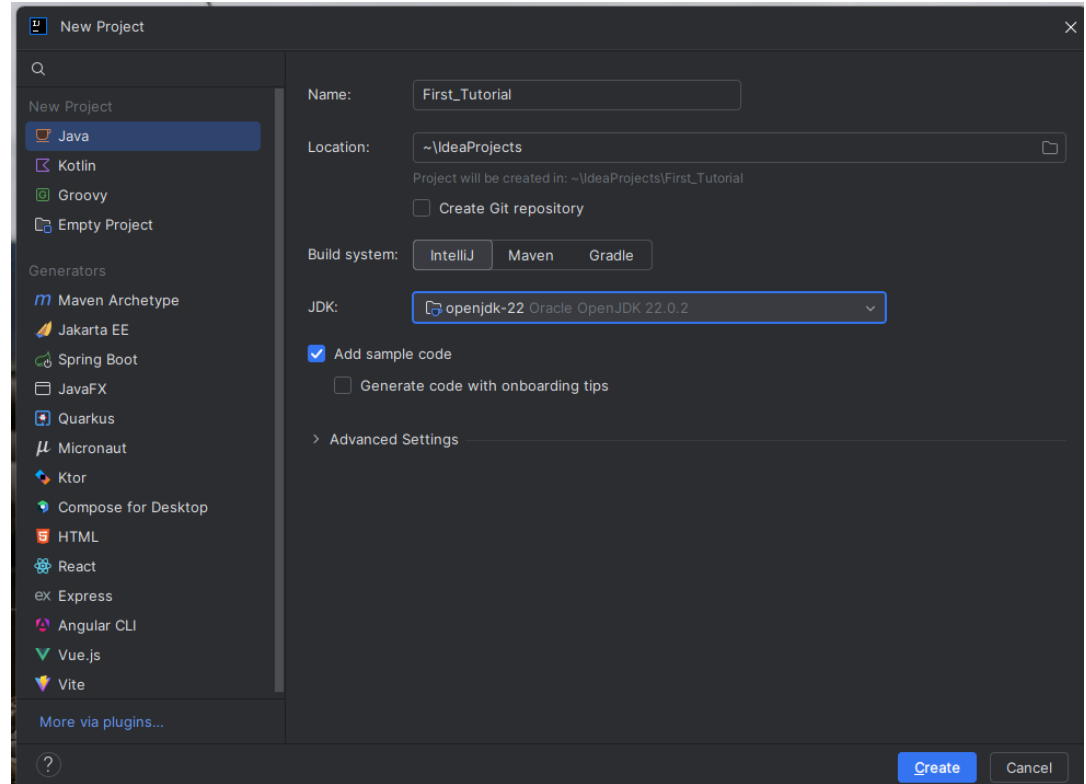 New Project
New Project
Java
Kotlin
Groovy
Empty Project
Generators
Maven Archetype
Jakarta EE
Spring Boot
JavaFX
Quarkus
Micronaut
Ktor
Compose for Desktop
HTML
React
ex Express
Angular CLI
Vue.js
Vite
More via plugins...
?
Name: First_Tutorial
Location: ~\IdeaProjects
Project will be created in: ~\IdeaProjects\First_Tutorial
Create Git repository
Build system: IntelliJ Maven Gradle
JDK: openjdk-22 Oracle OpenJDK 22.0.2
Add sample code
Generate code with onboarding tips
Advanced Settings
Create Cancel